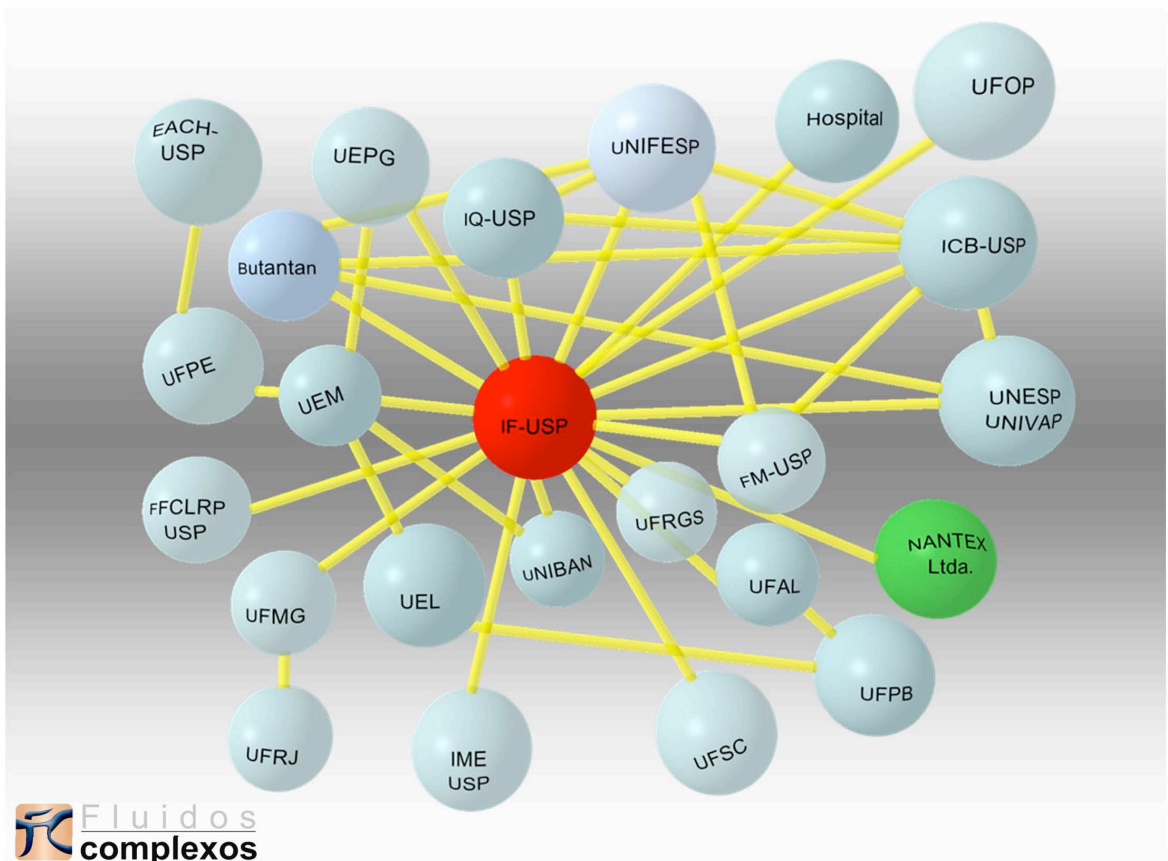 UFOP
Hospital
EACH-
USP
UNIFESP
UEPG
IQ-USP
ICB-USP
Butantan
UFPE
UEM
UNESP
UNIVAP
IF-USP
FM-USP
FFCLRP
USP
UFRGS
NANTEX
Ltda.
UNIBAN
UFAL
UEL
UFMG
UFPB
UFRJ
IME
USP
UFSC
Fluidos
complexos